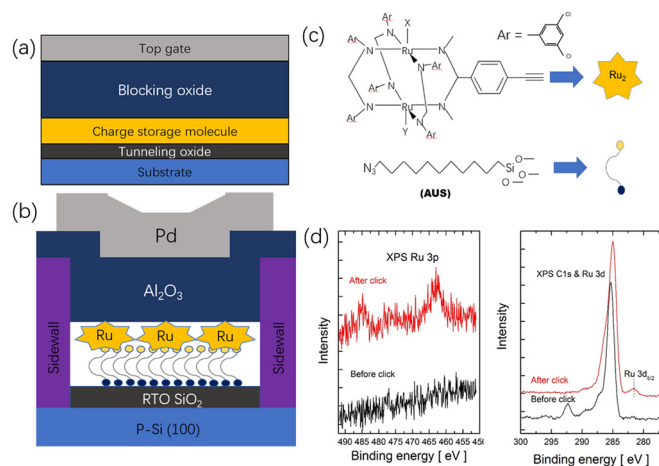 (a)
Top gate
Blocking oxide
Charge storage molecule
Tunneling oxide
Substrate
(b)
Pd
Al₂O₃
Sidewall
Sidewall
Ru
Ru
Ru
RTO SiO₂
P-Si (100)
(c)
X
Ar
Ar
Ar
N
N
N
Ru
N
Ar
Ar
N
N
N
Ru
N
Ar
Ar
Y
Ar =
Cl
Cl
Ru₂
N₃
Si
O
O
O
(AUS)
(d)
XPS Ru 3p
After click
Before click
Intensity
490 485 480 475 470 465 460 455 450
Binding energy [ eV ]
XPS C1s & Ru 3d
Ru 3d5/2
After click
Before click
Intensity
300 295 290 285 280
Binding energy [ eV ]